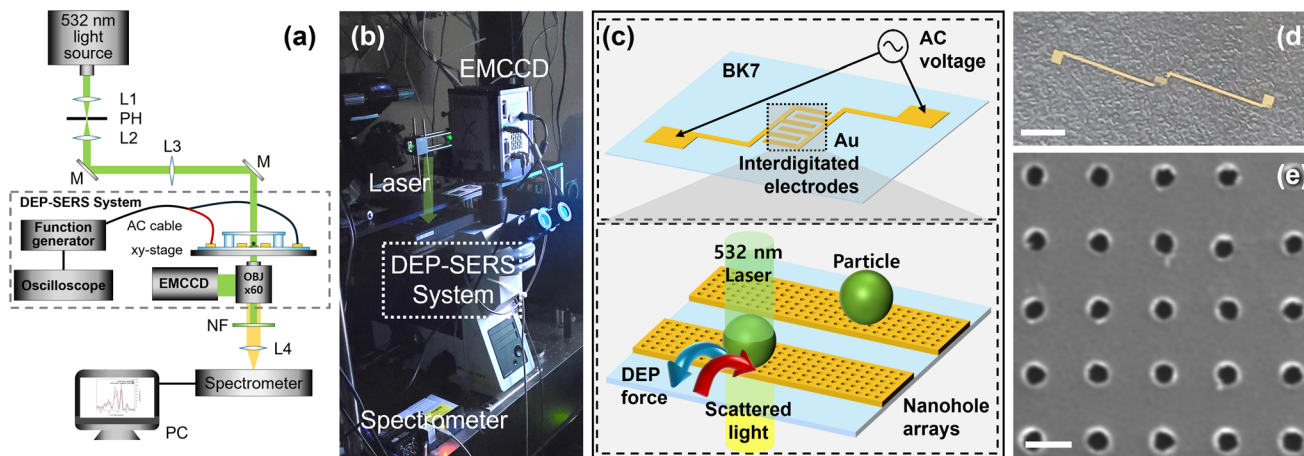 532 nm
light
source
(a)
L1
PH
L2
L3
M
M
DEP-SERS System
Function
generator
AC cable
xy-stage
Oscilloscope
EMCCD
OBJ
x60
NF
L4
Spectrometer
PC
(b)
EMCCD
Laser
DEP-SERS
System
Spectrometer
(c)
AC
voltage
BK7
Au
Interdigitated
electrodes
532 nm
Laser
Particle
DEP
force
Scattered
light
Nanohole
arrays
(d)
(e)